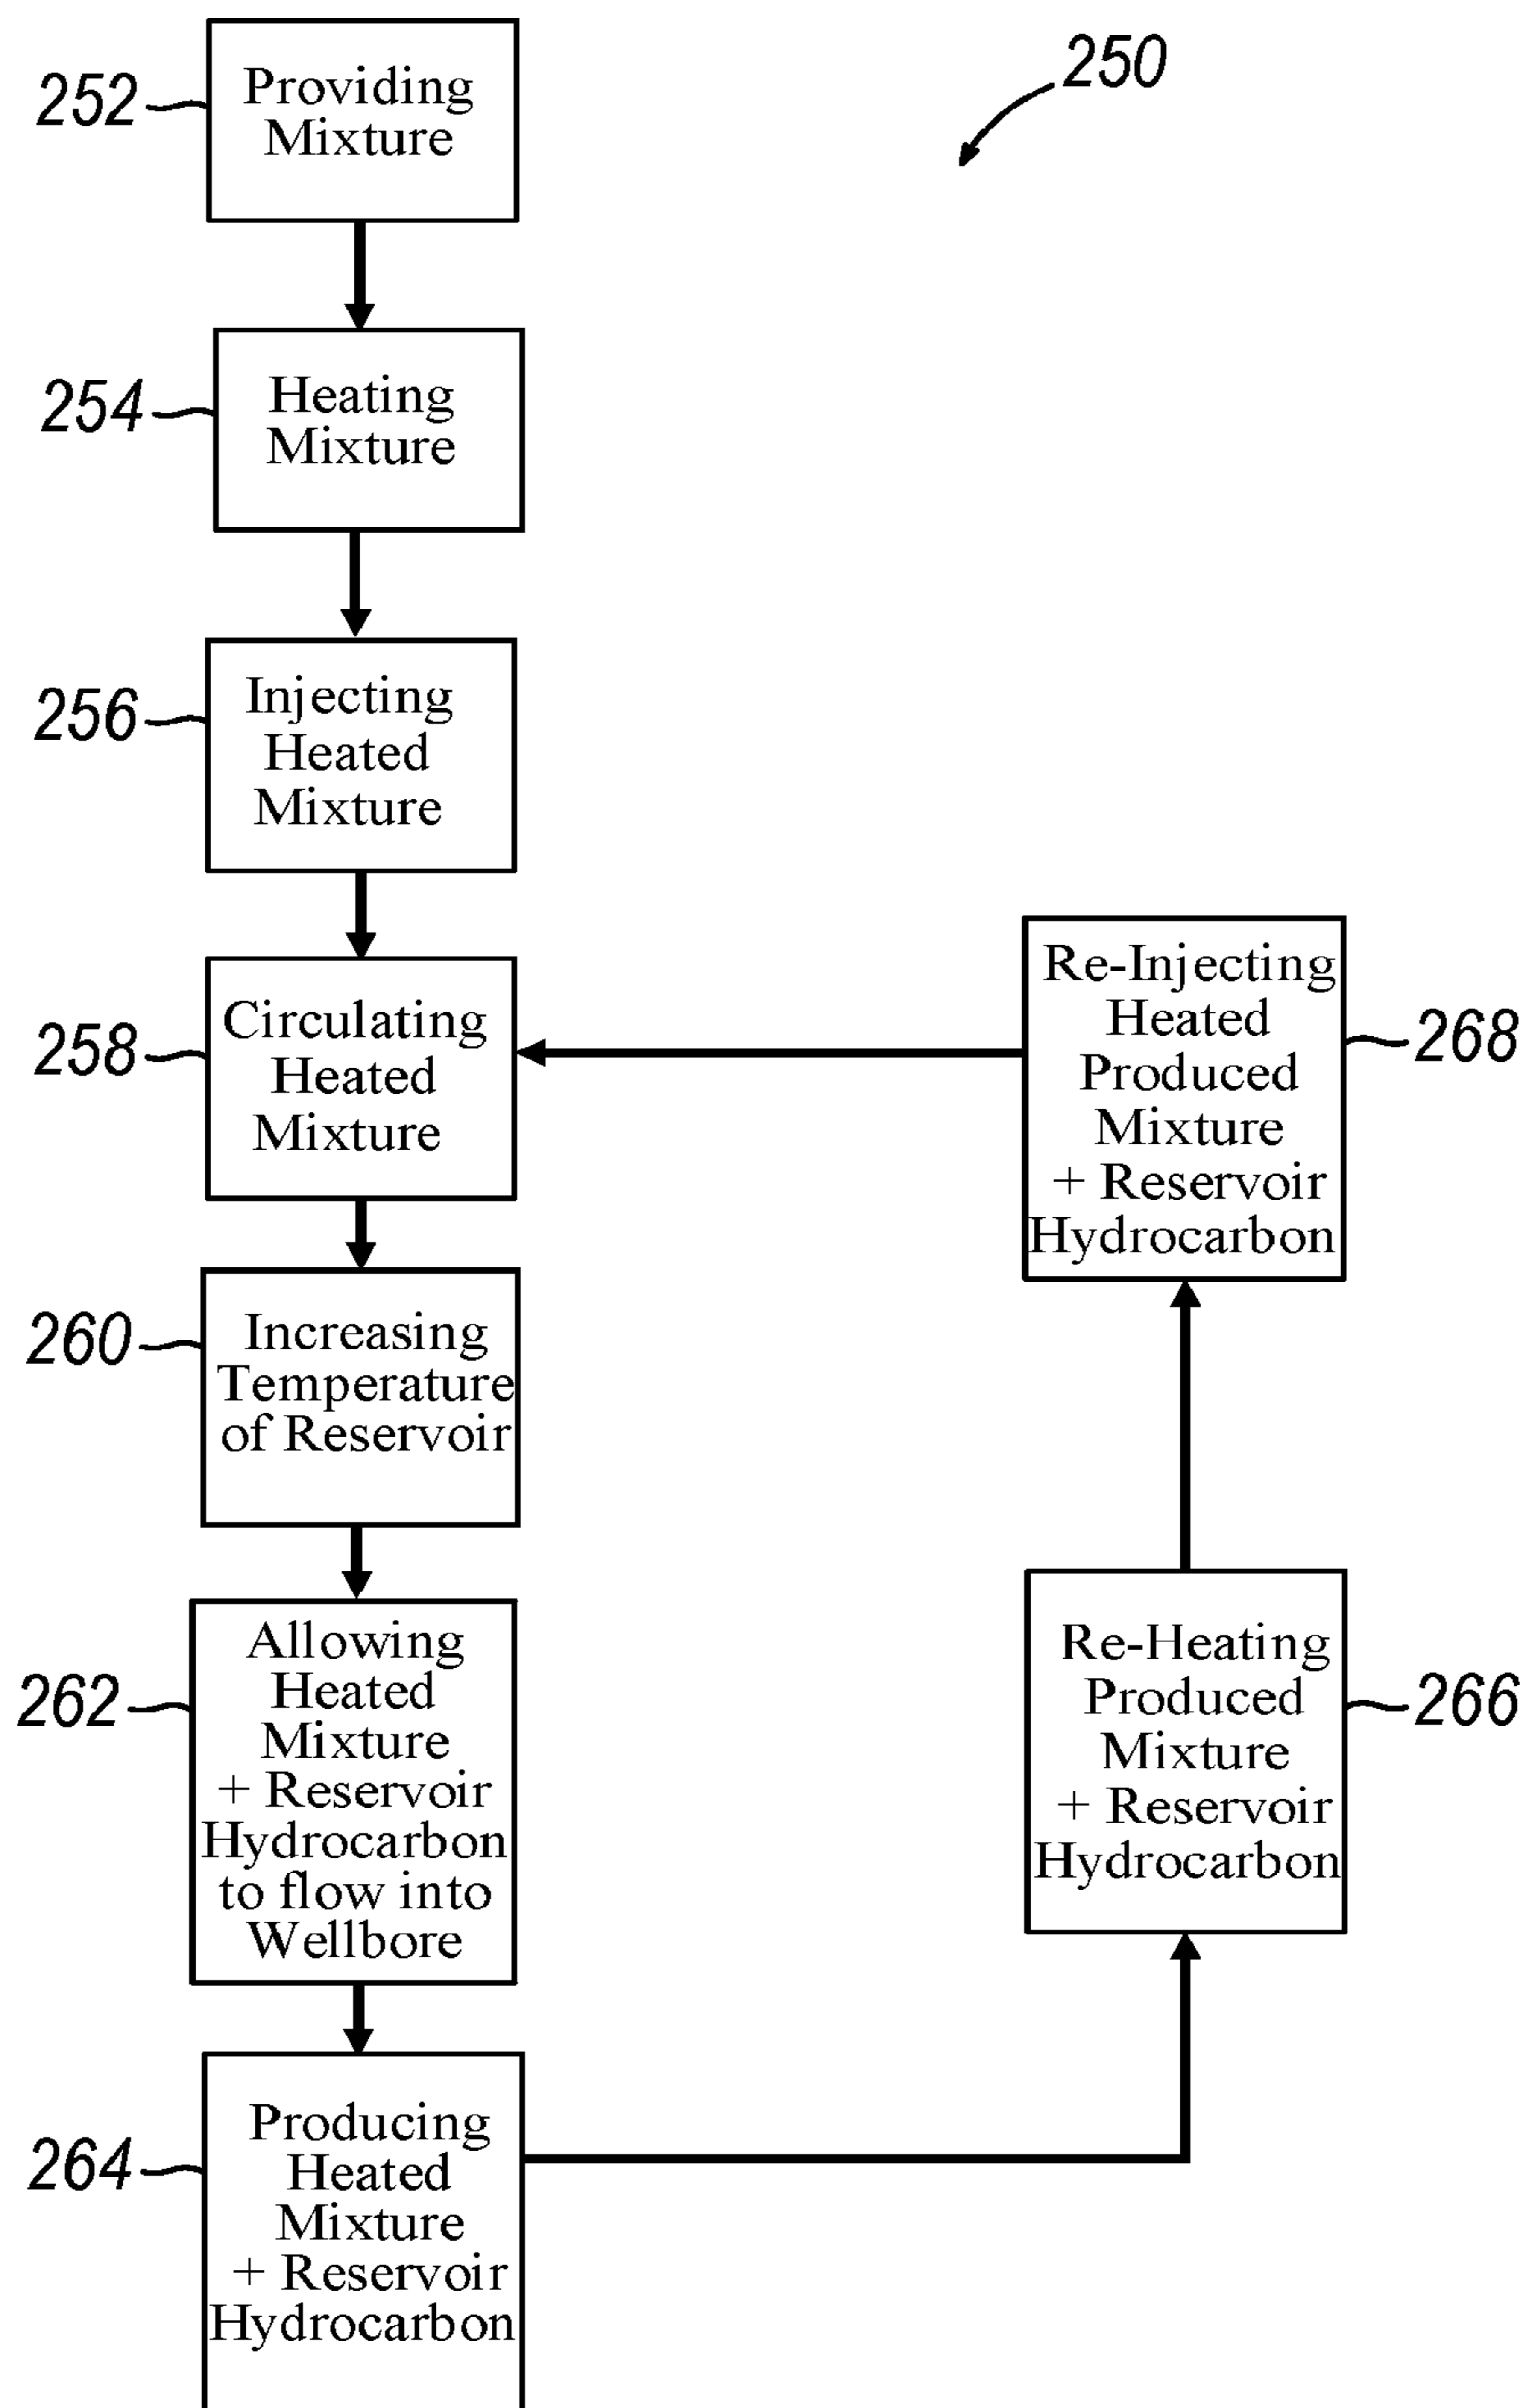 250
252
Providing
Mixture
254
Heating
Mixture
256
Injecting
Heated
Mixture
258
Circulating
Heated
Mixture
260
Increasing
Temperature
of Reservoir
262
Allowing
Heated
Mixture
+ Reservoir
Hydrocarbon
to flow into
Wellbore
264
Producing
Heated
Mixture
+ Reservoir
Hydrocarbon
Re-Heating
Produced
Mixture
+ Reservoir
Hydrocarbon
266
Re-Injecting
Heated
Produced
Mixture
+ Reservoir
Hydrocarbon
268